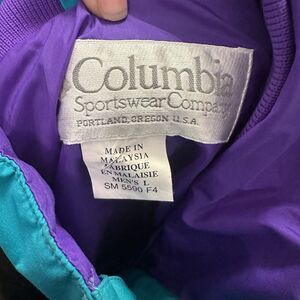 Columbia
Sportswear Company
PORTLAND, OREGON U.S.A.
MADE IN
MALAYSIA
FABRIQUE
EN MALAISIE
MEN'S L
SM 5590 F4